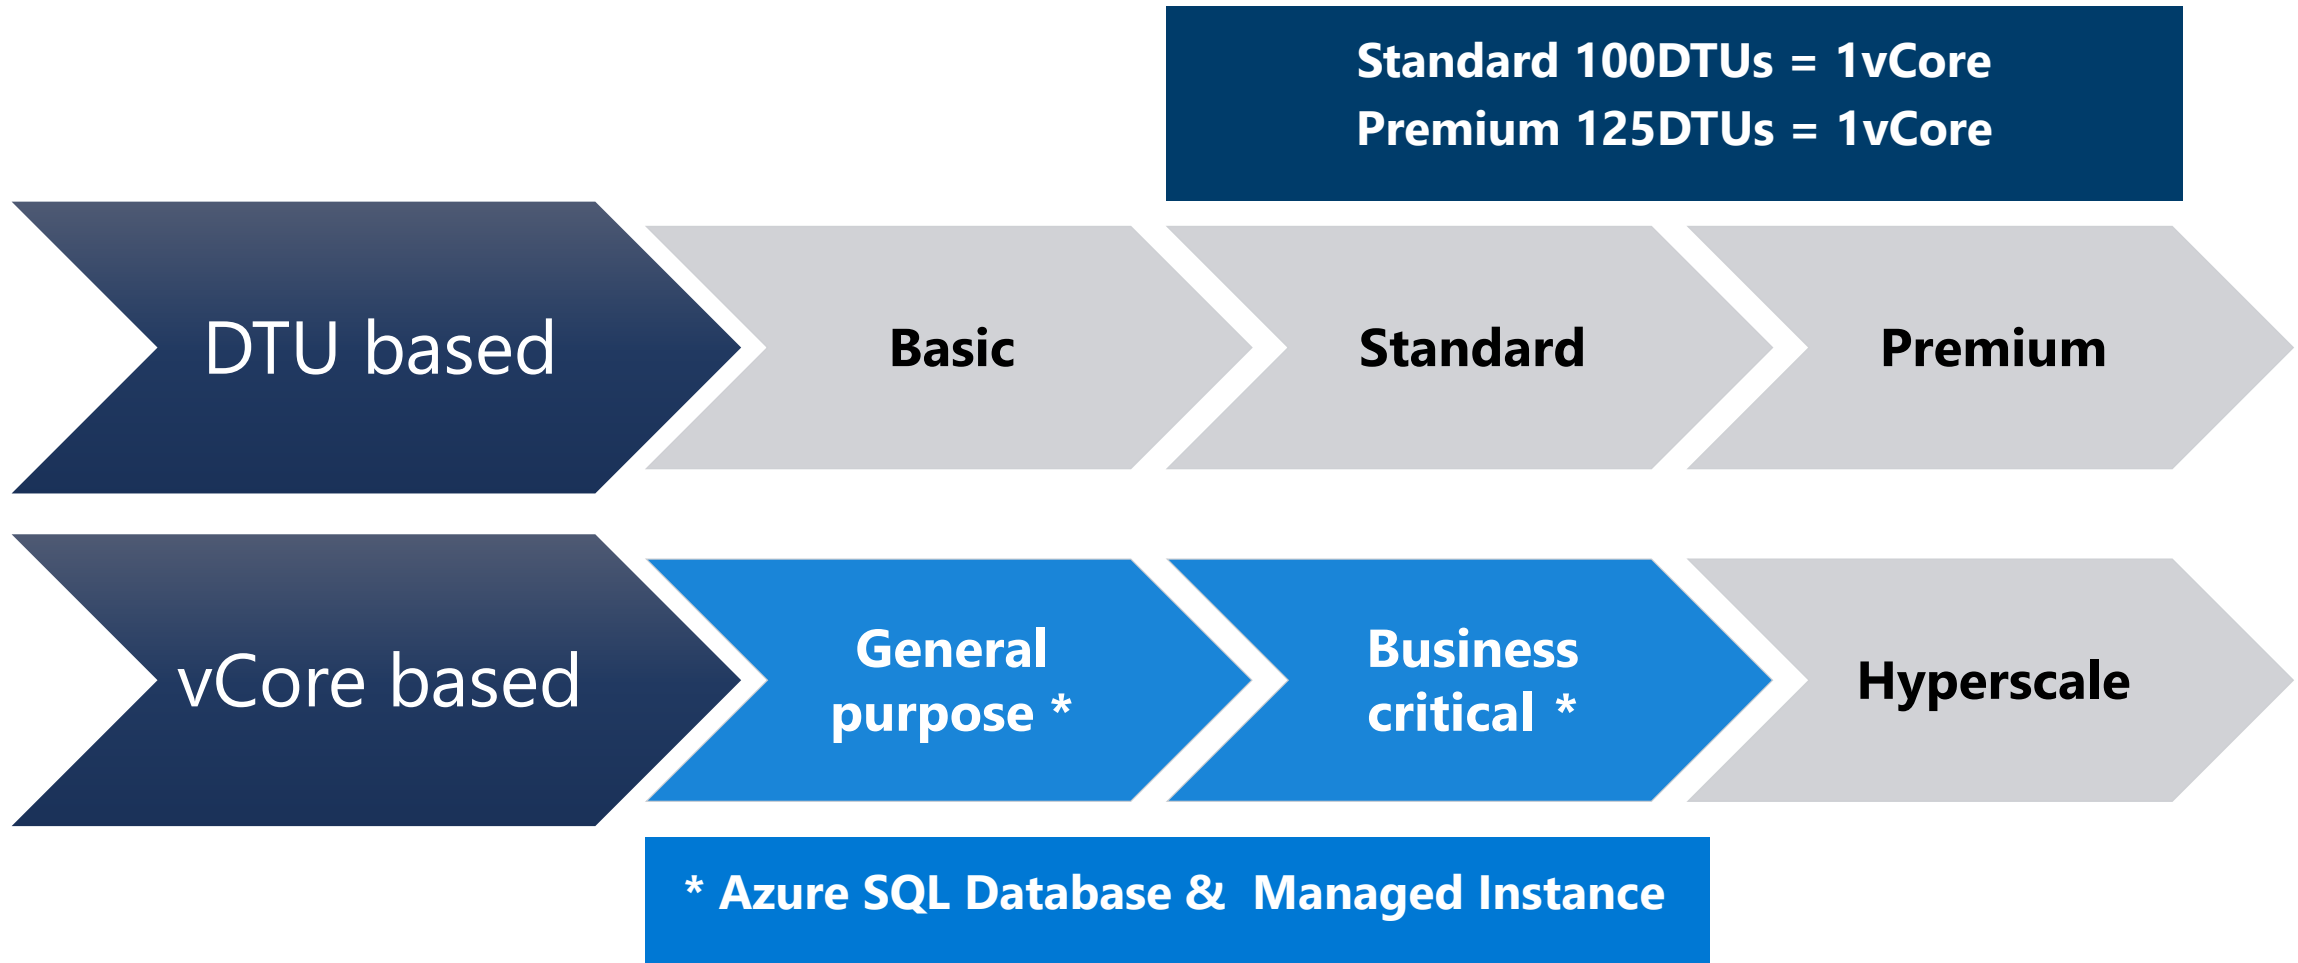 Standard 100DTUs = 1vCore
Premium 125DTUs = 1vCore
DTU based
Basic
Standard
Premium
vCore based
General
purpose *
Business
critical *
Hyperscale
* Azure SQL Database & Managed Instance